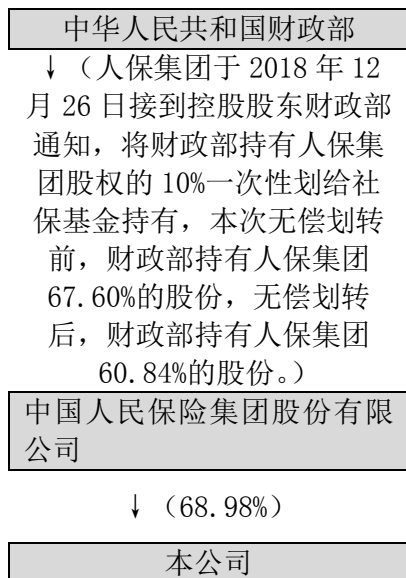 中华人民共和国财政部
↓（人保集团于 2018 年 12
月 26 日接到控股股东财政部
通知，将财政部持有人保集
团股权的 10%一次性划给社
保基金持有，本次无偿划转
前，财政部持有人保集团
67.60%的股份，无偿划转
后，财政部持有人保集团
60.84%的股份。）
中国人民保险集团股份有限
公司
↓（68.98%）
本公司